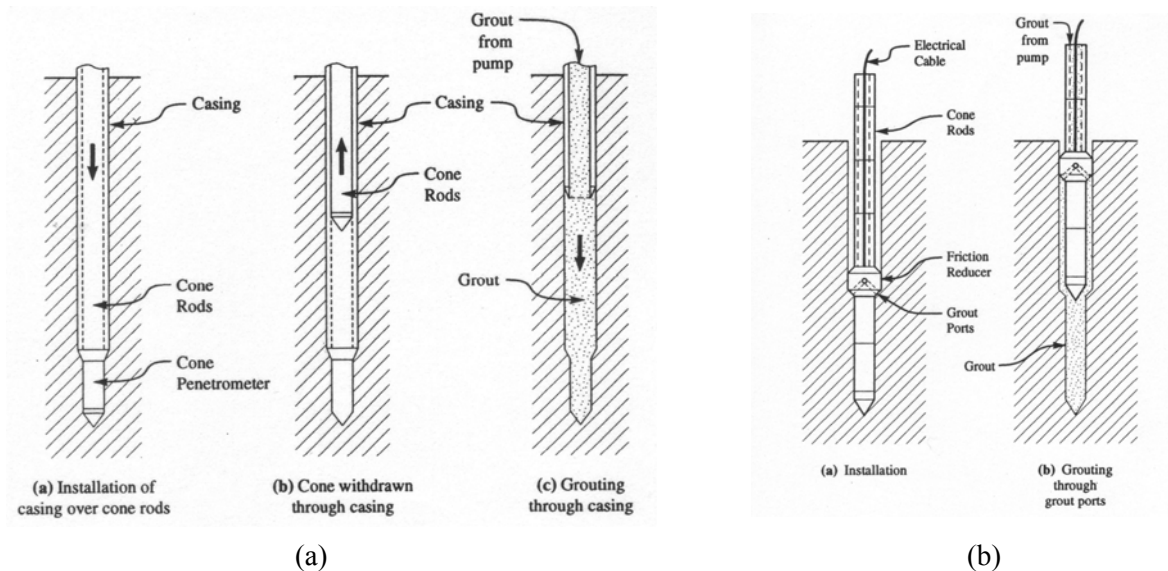 Casing
Cone
Rods
Cone
Penetrometer
(a) Installation of
casing over cone rods
Casing
Cone
Rods
(b) Cone withdrawn
through casing
Grout
from
pump
Grout
(c) Grouting
through casing
(a)
Electrical
Cable
Cone
Rods
Friction
Reducer
Grout
Ports
(a) Installation
Grout
from
pump
Grout
(b) Grouting
through
grout ports
(b)